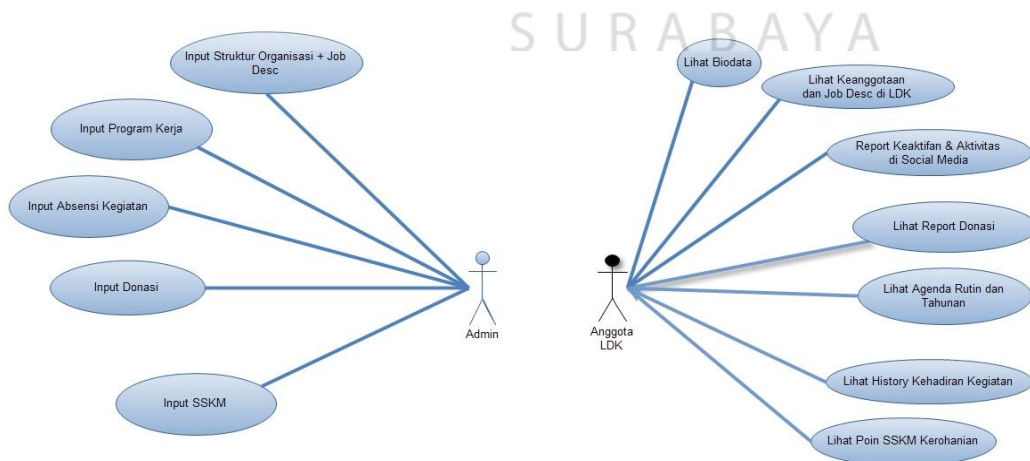 SURABAYA
Input Struktur Organisasi + Job
Desc
Input Program Kerja
Input Absensi Kegiatan
Input Donasi
Input SSKM
Admin
Lihat Biodata
Lihat Keanggotaan
dan Job Desc di LDK
Report Keaktifan & Aktivitas
di Social Media
Lihat Report Donasi
Lihat Agenda Rutin dan
Tahunan
Lihat History Kehadiran Kegiatan
Lihat Poin SSKM Kerohanian
Anggota
LDK